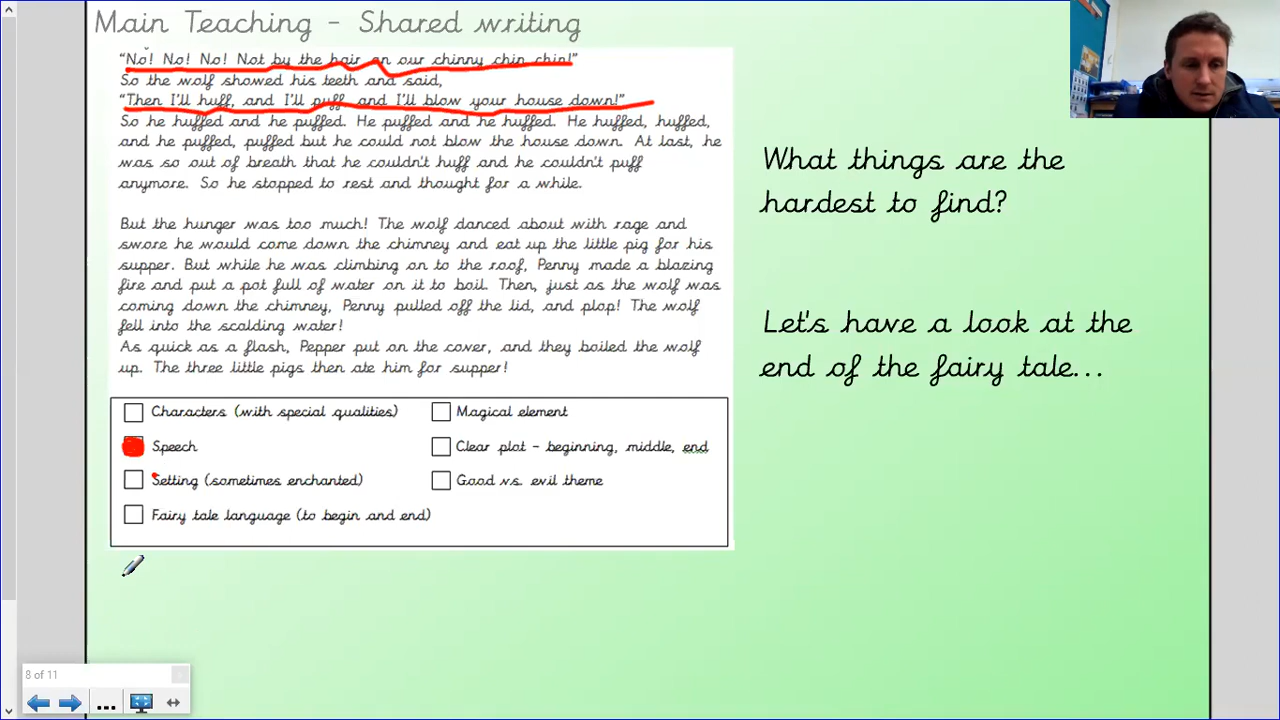 Main Teaching - Shared writing
"No! No! No! Not by the hair on our chinny chin chin!"
So the wolf showed his teeth and said,
"Then I'll huff, and I'll puff and I'll blow your house down!"
So he huffed and he puffed. He puffed and he huffed. He huffed, huffed,
and he puffed, puffed but he could not blow the house down. At last, he
was so out of breath that he couldn't huff and he couldn't puff
anymore. So he stopped to rest and thought for a while.
But the hunger was too much! The wolf danced about with rage and
swore he would come down the chimney and eat up the little pig for his
supper. But while he was climbing on to the roof, Penny made a blazing
fire and put a pot full of water on it to boil. Then, just as the wolf was
coming down the chimney, Penny pulled off the lid, and plop! The wolf
fell into the scalding water!
As quick as a flash, Pepper put on the cover, and they boiled the wolf
up. The three little pigs then ate him for supper!
Characters (with special qualities)
Magical element
Speech
Clear plot - beginning, middle, end
Setting (sometimes enchanted)
Good v.s. evil theme
Fairy tale language (to begin and end)
What things are the
hardest to find?
Let's have a look at the
end of the fairy tale...
8 of 11